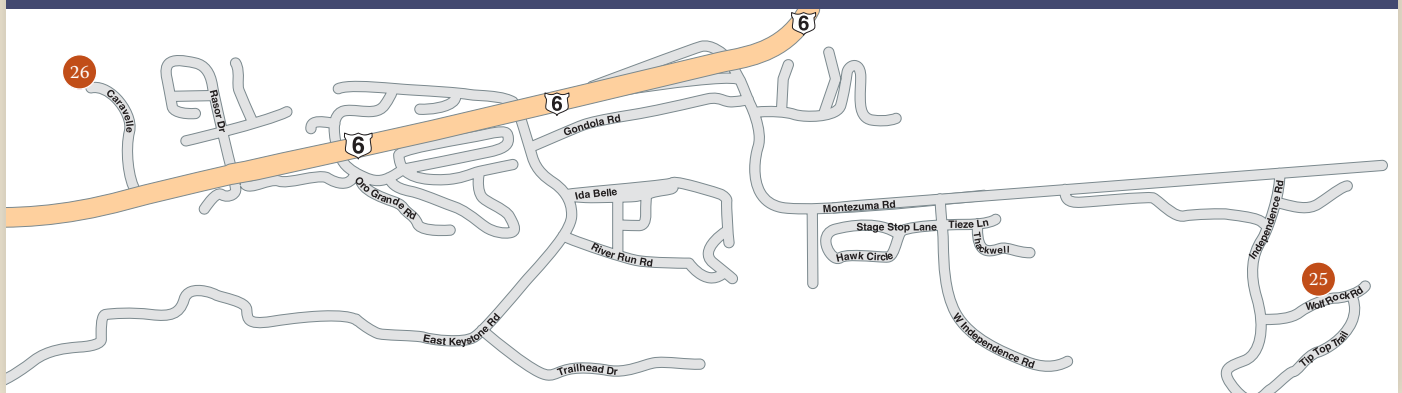 6
26
Caravelle
Rasor Dr
6
Gondola Rd
6
Oro Grande Rd
Ida Belle
Montezuma Rd
Independence Rd
Stage Stop Lane
Tieze Ln
Thackwell
Hawk Circle
River Run Rd
25
Wolf Rock Rd
East Keystone Rd
W Independence Rd
Tip Top Trail
Trailhead Dr